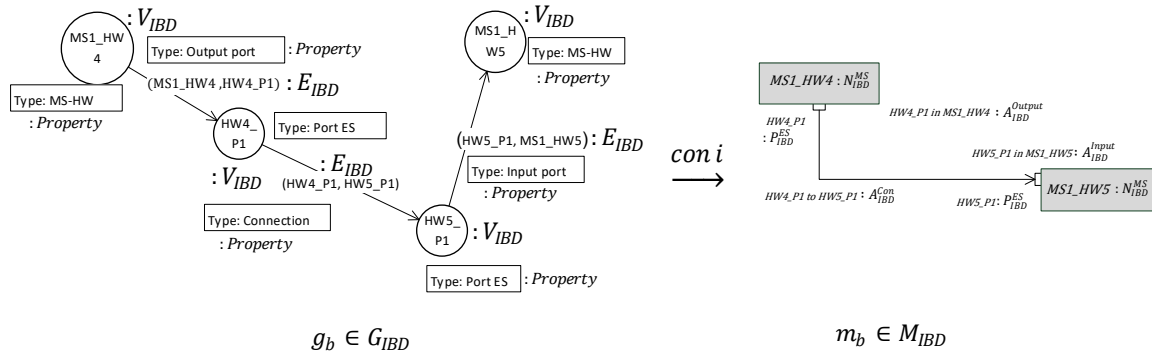 : V_IBD
MS1_HW
4
Type: Output port
: Property
(MS1_HW4 ,HW4_P1) : E_IBD
Type: MS-HW
: Property
HW4_
P1
Type: Port ES
: Property
: V_IBD
: E_IBD
(HW4_P1, HW5_P1)
Type: Connection
: Property
: V_IBD
MS1_H
W5
Type: MS-HW
: Property
(HW5_P1, MS1_HW5) : E_IBD
Type: Input port
: Property
HW5_
P1
: V_IBD
Type: Port ES
: Property
g_b ∈ G_IBD
con i
→
MS1_HW4 : N_IBD^MS
HW4_P1
: P_IBD^ES
HW4_P1 in MS1_HW4 : A_IBD^Output
HW5_P1 in MS1_HW5 : A_IBD^Input
MS1_HW5 : N_IBD^MS
HW4_P1 to HW5_P1 : A_IBD^Con
HW5_P1: P_IBD^ES
m_b ∈ M_IBD